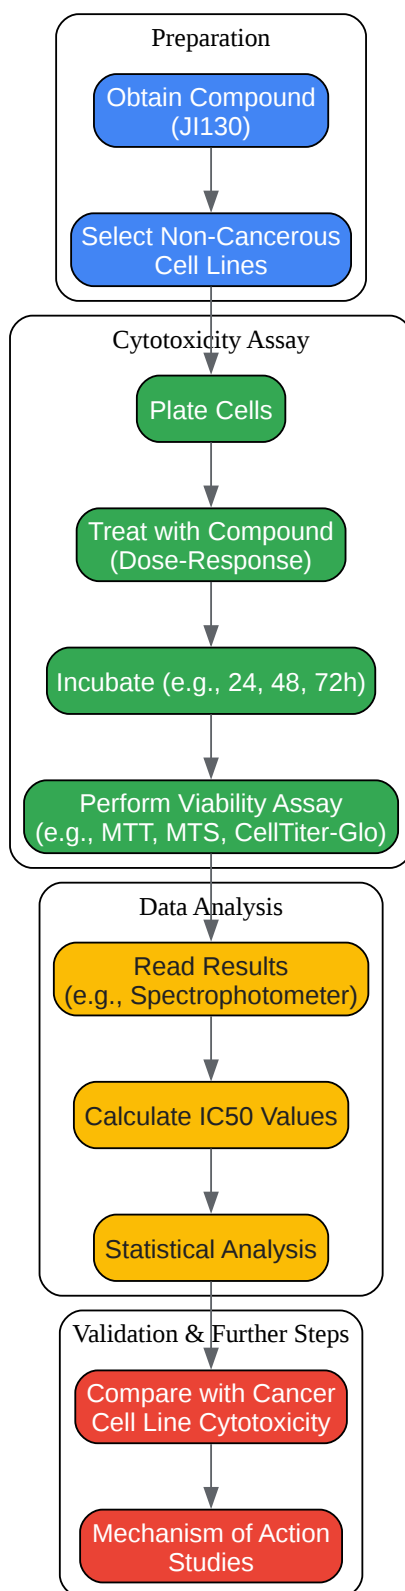 Preparation
Obtain Compound
(JI130)
Select Non-Cancerous
Cell Lines
Cytotoxicity Assay
Plate Cells
Treat with Compound
(Dose-Response)
Incubate (e.g., 24, 48, 72h)
Perform Viability Assay
(e.g., MTT, MTS, CellTiter-Glo)
Data Analysis
Read Results
(e.g., Spectrophotometer)
Calculate IC50 Values
Statistical Analysis
Validation & Further Steps
Compare with Cancer
Cell Line Cytotoxicity
Mechanism of Action
Studies